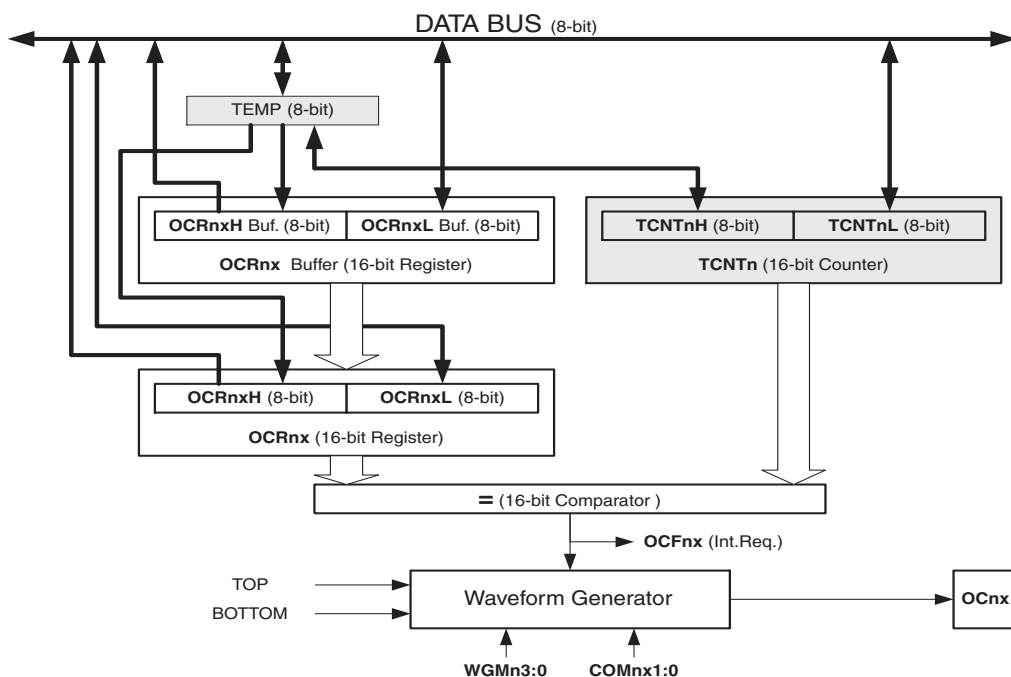 DATA BUS (8-bit)
TEMP (8-bit)
OCRnxH Buf. (8-bit)
OCRnxL Buf. (8-bit)
OCRnx Buffer (16-bit Register)
TCNTnH (8-bit)
TCNTnL (8-bit)
TCNTn (16-bit Counter)
OCRnxH (8-bit)
OCRnxL (8-bit)
OCRnx (16-bit Register)
= (16-bit Comparator )
OCFnx (Int.Req.)
TOP
BOTTOM
Waveform Generator
OCnx
WGMn3:0
COMnx1:0